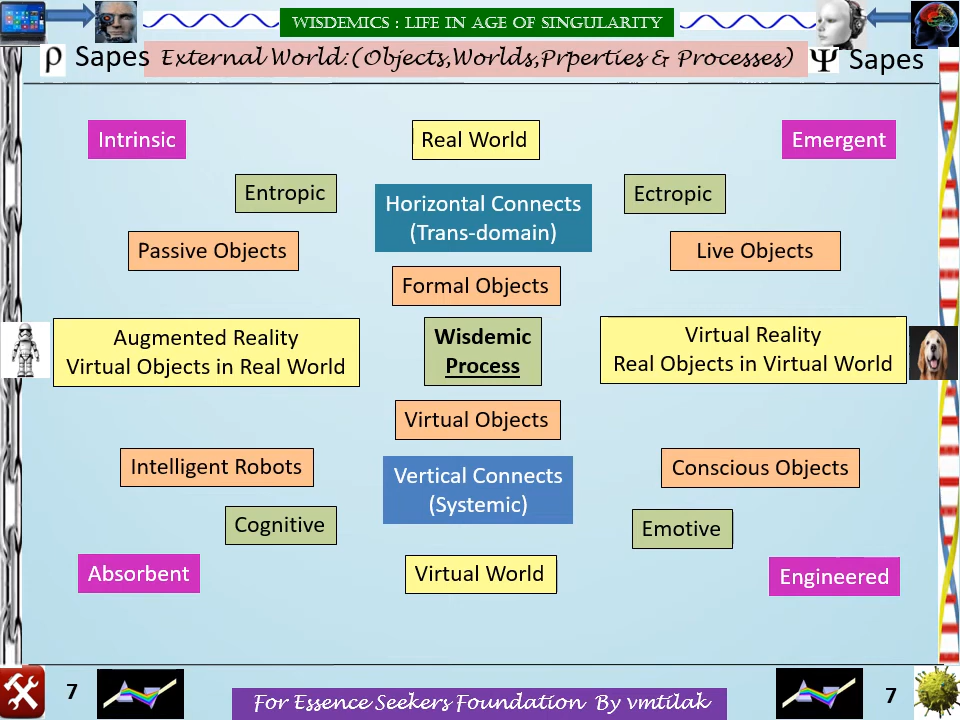 WISDEMICS : LIFE IN AGE OF SINGULARITY
ρ Sapes
External World:(Objects,Worlds,Prperties & Processes)
Ψ Sapes
Intrinsic
Real World
Emergent
Entropic
Horizontal Connects
(Trans-domain)
Ectropic
Passive Objects
Live Objects
Formal Objects
Augmented Reality
Virtual Objects in Real World
Wisdemic
Process
Virtual Reality
Real Objects in Virtual World
Virtual Objects
Intelligent Robots
Vertical Connects
(Systemic)
Conscious Objects
Cognitive
Emotive
Absorbent
Virtual World
Engineered
7
For Essence Seekers Foundation By vmtilak
7